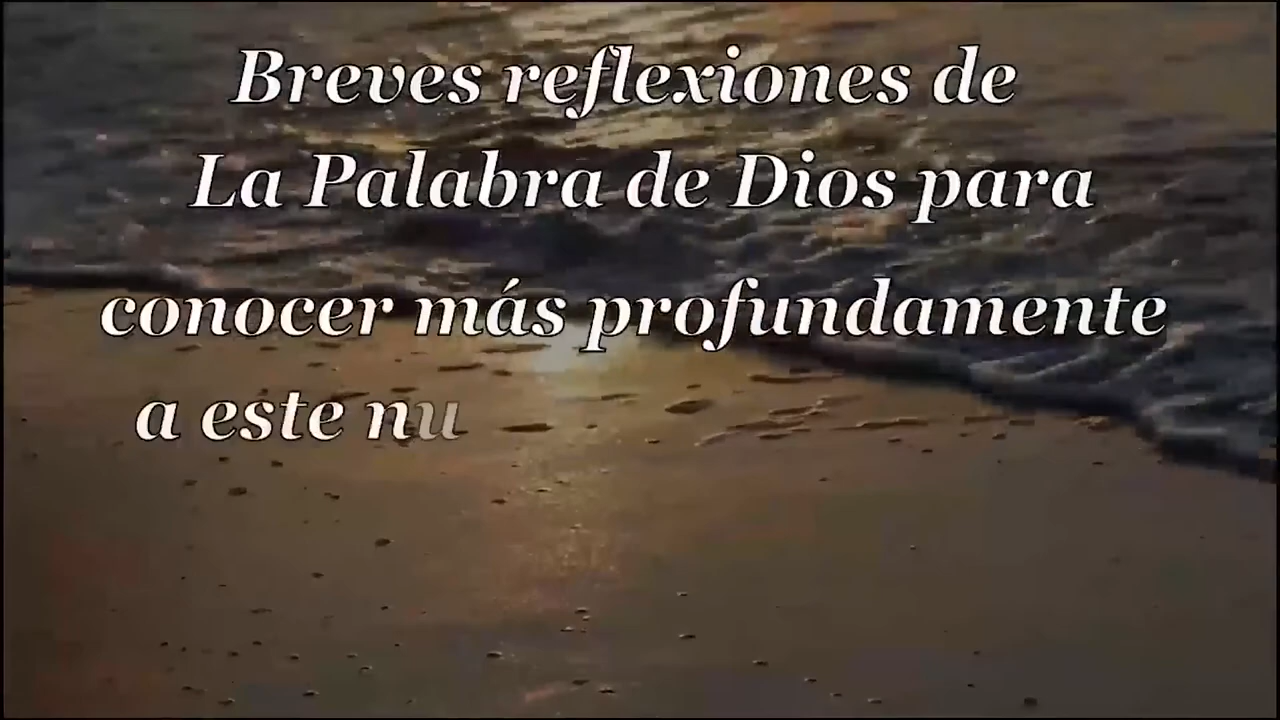 Breves reflexiones de
La Palabra de Dios para
conocer más profundamente
a este nu